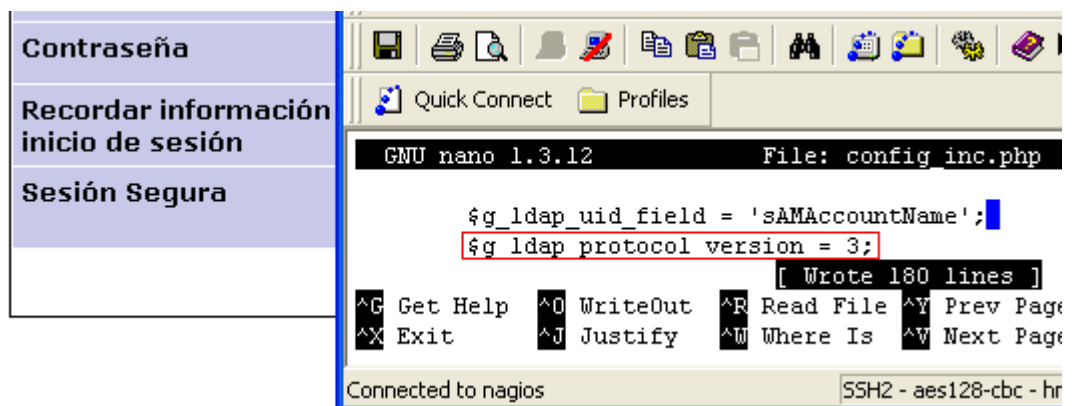 Contraseña
Recordar información
inicio de sesión
Sesión Segura
Quick Connect Profiles
GNU nano 1.3.12 File: config_inc.php
$g_ldap_uid_field = 'sAMAccountName';
$g_ldap_protocol_version = 3;
[ Wrote 180 lines ]
^G Get Help ^O WriteOut ^R Read File ^Y Prev Page
^X Exit ^J Justify ^W Where Is ^V Next Page
Connected to nagios SSH2 - aes128-cbc - hm